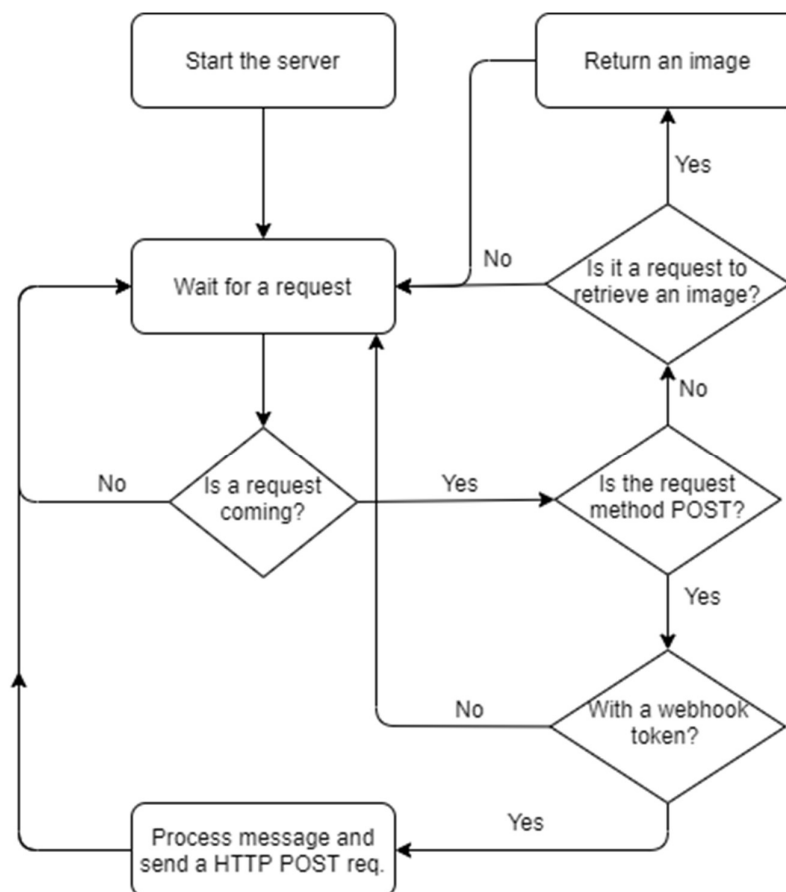 Start the server
Return an image
Yes
Wait for a request
No
Is it a request to
retrieve an image?
No
No
Is a request
coming?
Yes
Is the request
method POST?
Yes
No
With a webhook
token?
Process message and
send a HTTP POST req.
Yes